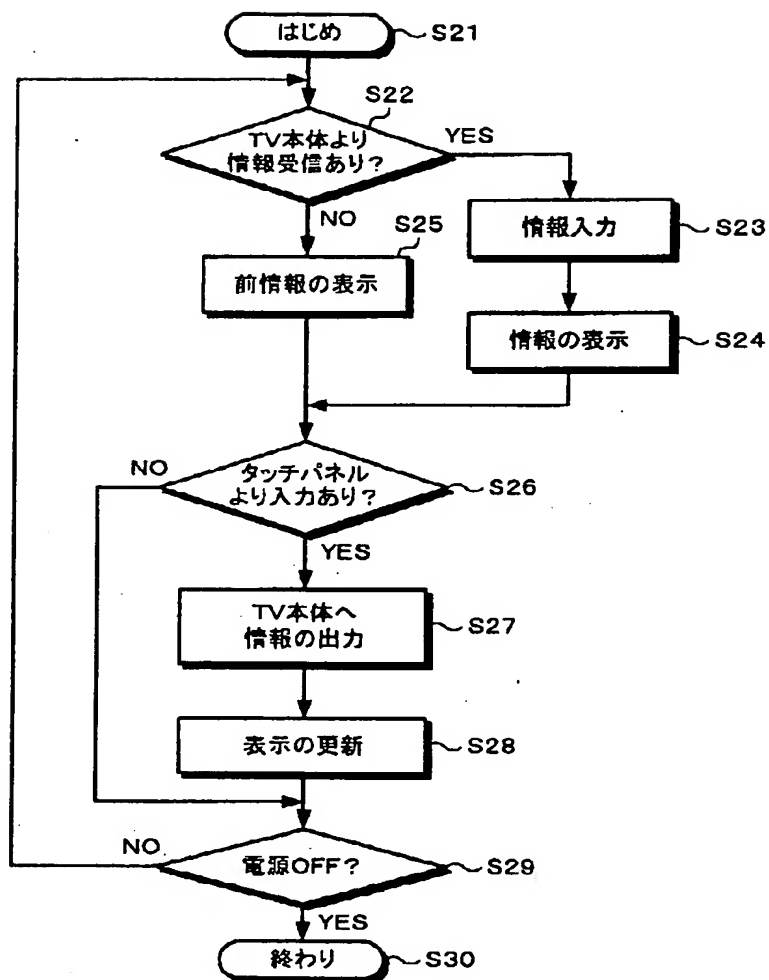 はじめ
S21
S22
TV本体より
情報受信あり?
YES
NO
S25
情報入力
S23
前情報の表示
情報の表示
S24
NO
タッチパネル
より入力あり?
S26
YES
TV本体へ
情報の出力
S27
表示の更新
S28
NO
電源OFF?
S29
YES
終わり
S30